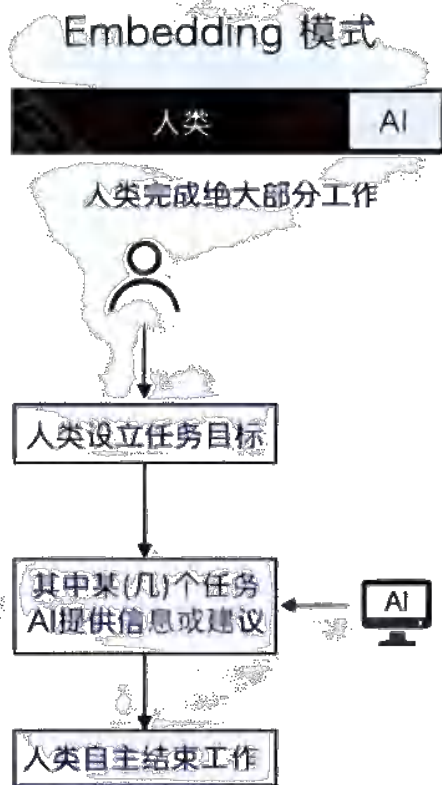 Embedding 模式
人类 AI
人类完成绝大部分工作
人类设立任务目标
其中某(几)个任务
AI提供信息或建议
AI
人类自主结束工作